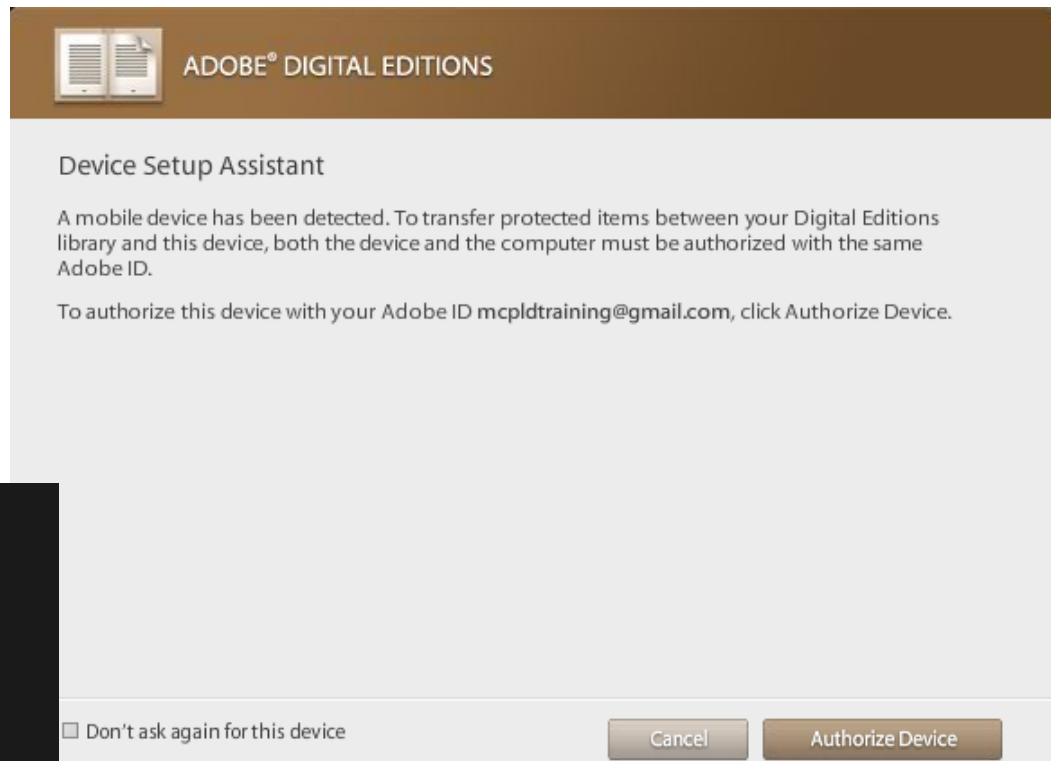 ADOBE® DIGITAL EDITIONS
Device Setup Assistant
A mobile device has been detected. To transfer protected items between your Digital Editions
library and this device, both the device and the computer must be authorized with the same
Adobe ID.
To authorize this device with your Adobe ID mcpldtraining@gmail.com, click Authorize Device.
Don't ask again for this device
Cancel
Authorize Device